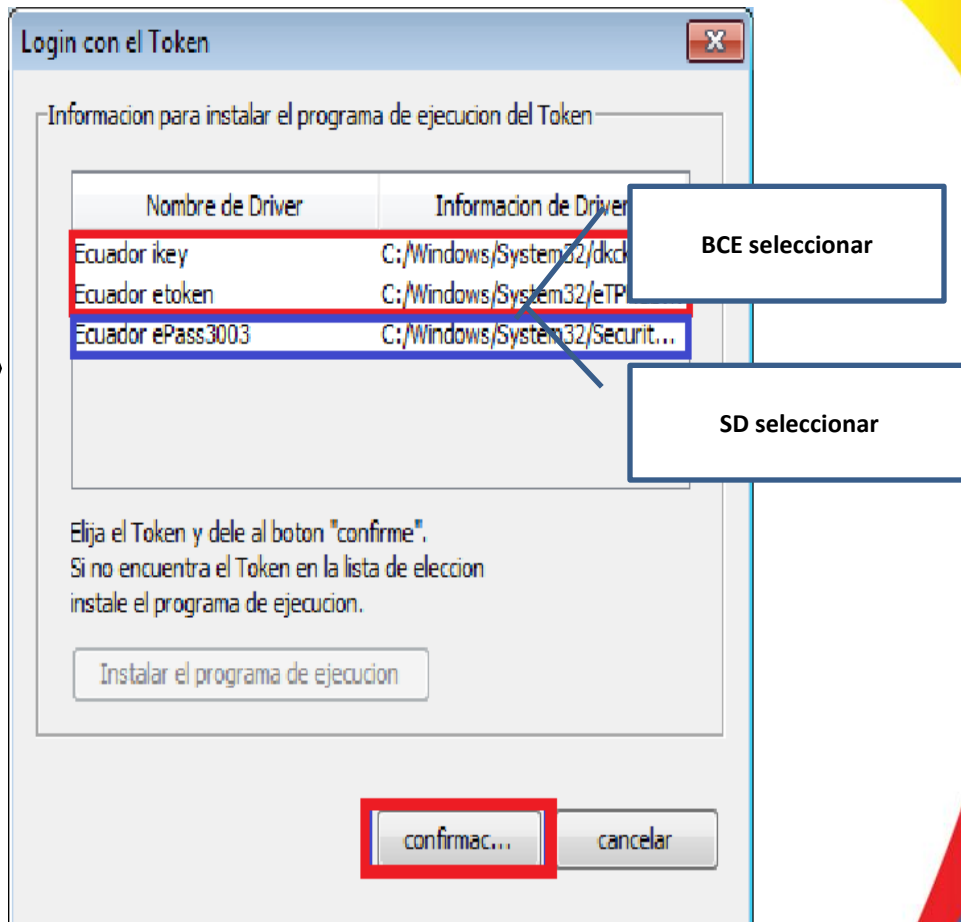 Login con el Token
Informacion para instalar el programa de ejecucion del Token
Nombre de Driver Informacion de Driver
Ecuador ikey C:/Windows/System32/dkck
Ecuador etoken
Ecuador ePass3003 C:/Windows/System32/Securit...
BCE seleccionar
SD seleccionar
Elija el Token y dele al boton "confirme".
Si no encuentra el Token en la lista de eleccion
instale el programa de ejecucion.
Instalar el programa de ejecucion
confirmac... cancelar